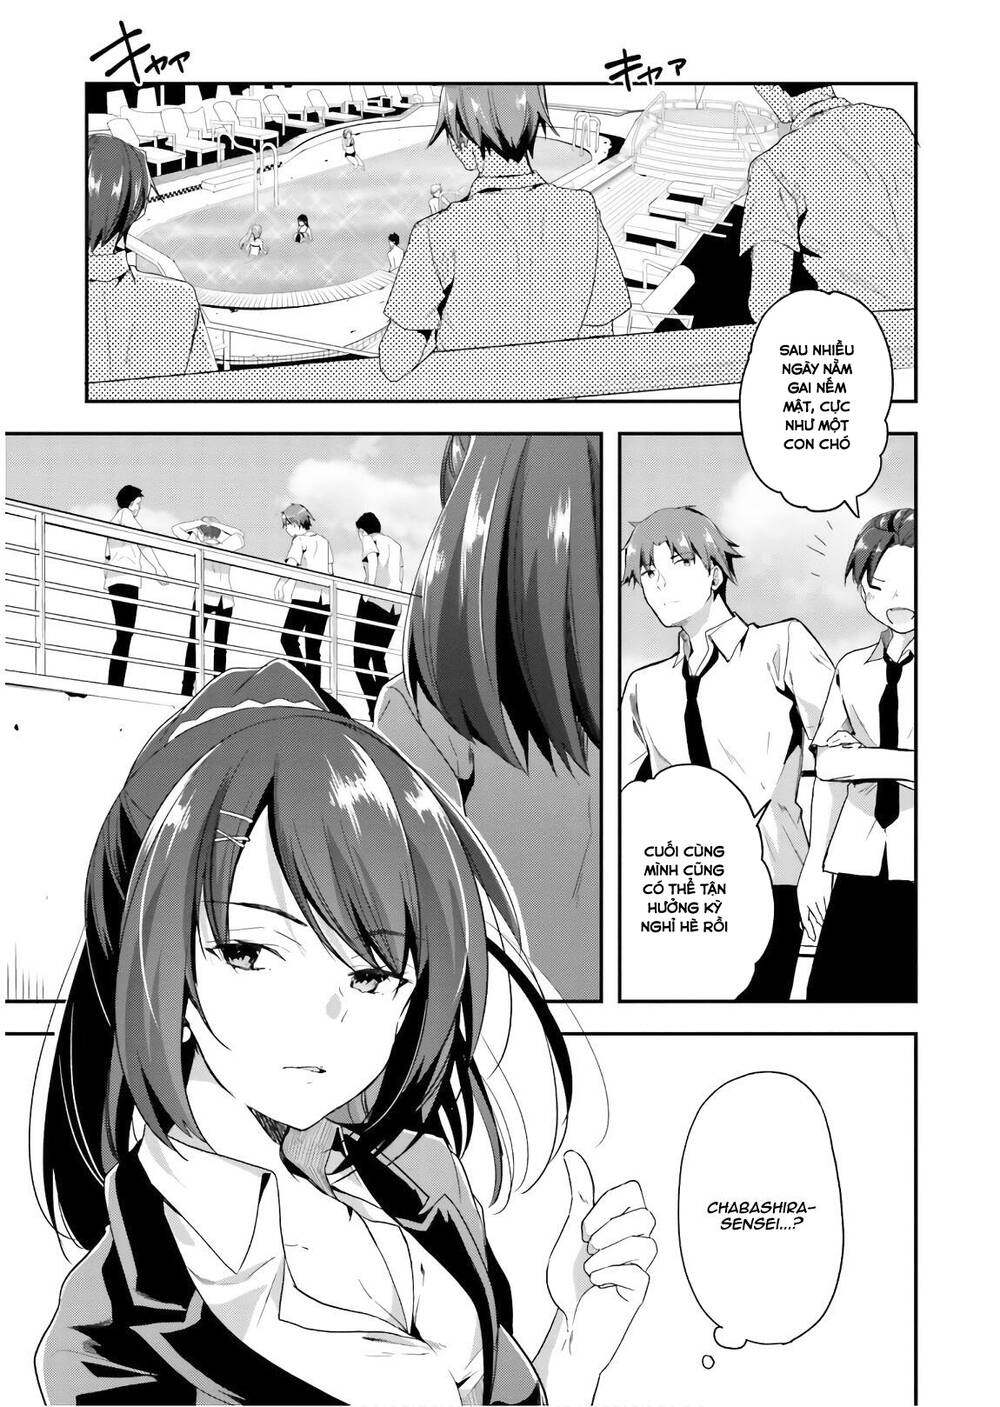 キャア
キャァ
SAU NHIỀU
NGÀY NẰM
GAI NẾM
MẬT, CỰC
NHƯ MỘT
CON CHÓ
CUỐI CÙNG
MÌNH CŨNG
CÓ THỂ TẬN
HƯỞNG KỲ
NGHỈ HÈ RỒI
CHABASHIRA-
SENSEI...?